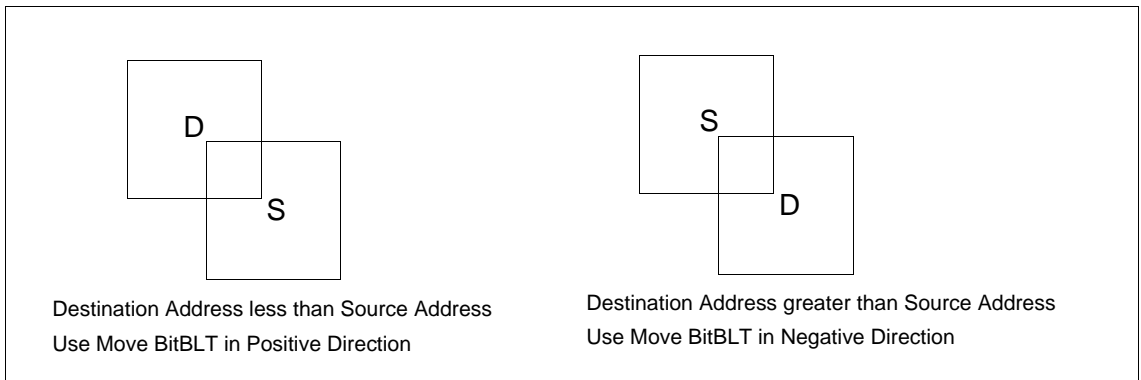 D
S
Destination Address less than Source Address
Use Move BitBLT in Positive Direction
S
D
Destination Address greater than Source Address
Use Move BitBLT in Negative Direction